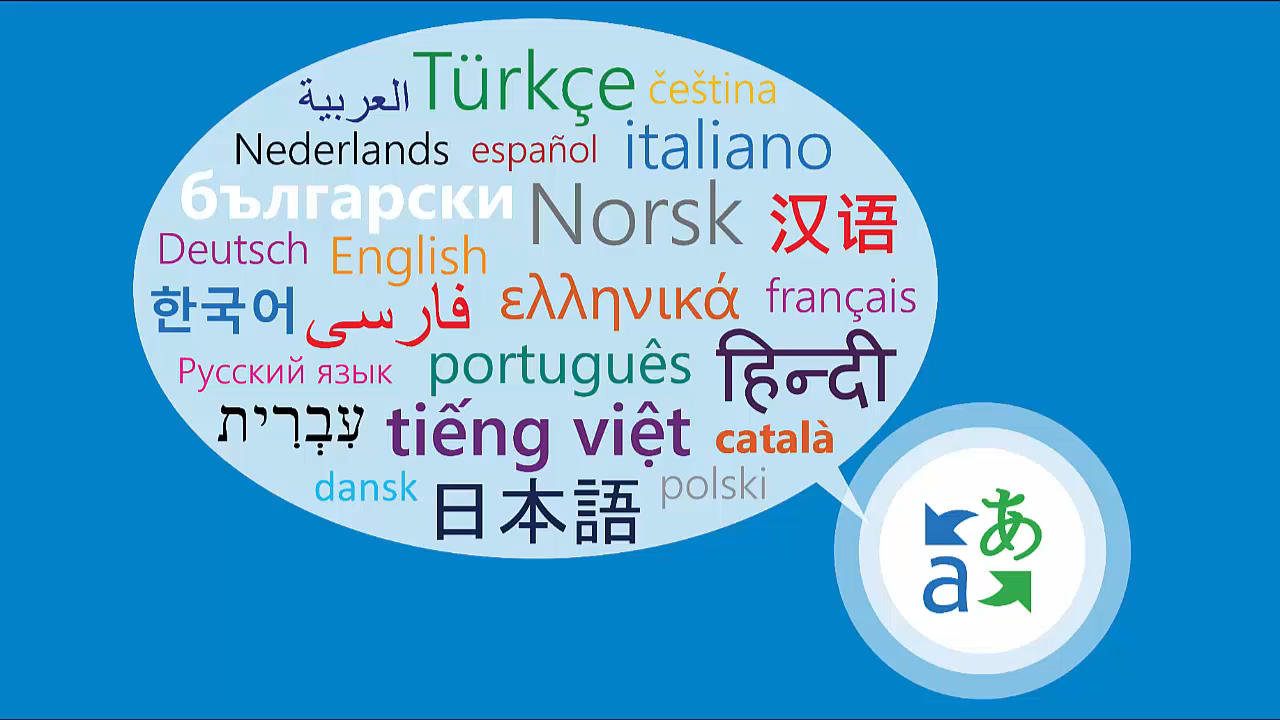 العربية Türkçe čeština
Nederlands español italiano
български Norsk 汉语
Deutsch English
한국어 فارسی ελληνικά français
Русский язык português हिन्दी
עִבְרִית tiếng việt català
dansk 日本語 polski
あ
a